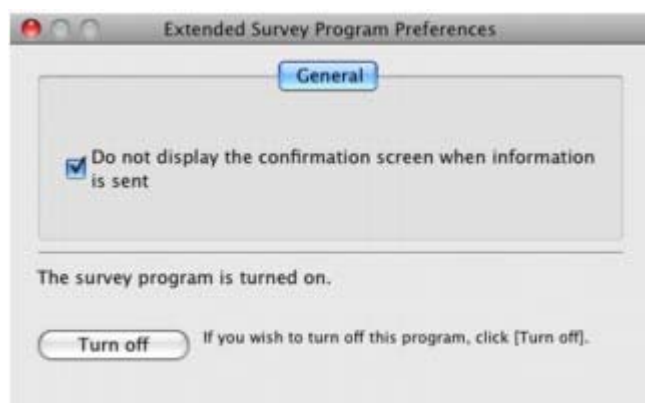 Extended Survey Program Preferences
General
Do not display the confirmation screen when information
is sent
The survey program is turned on.
Turn off
If you wish to turn off this program, click [Turn off].